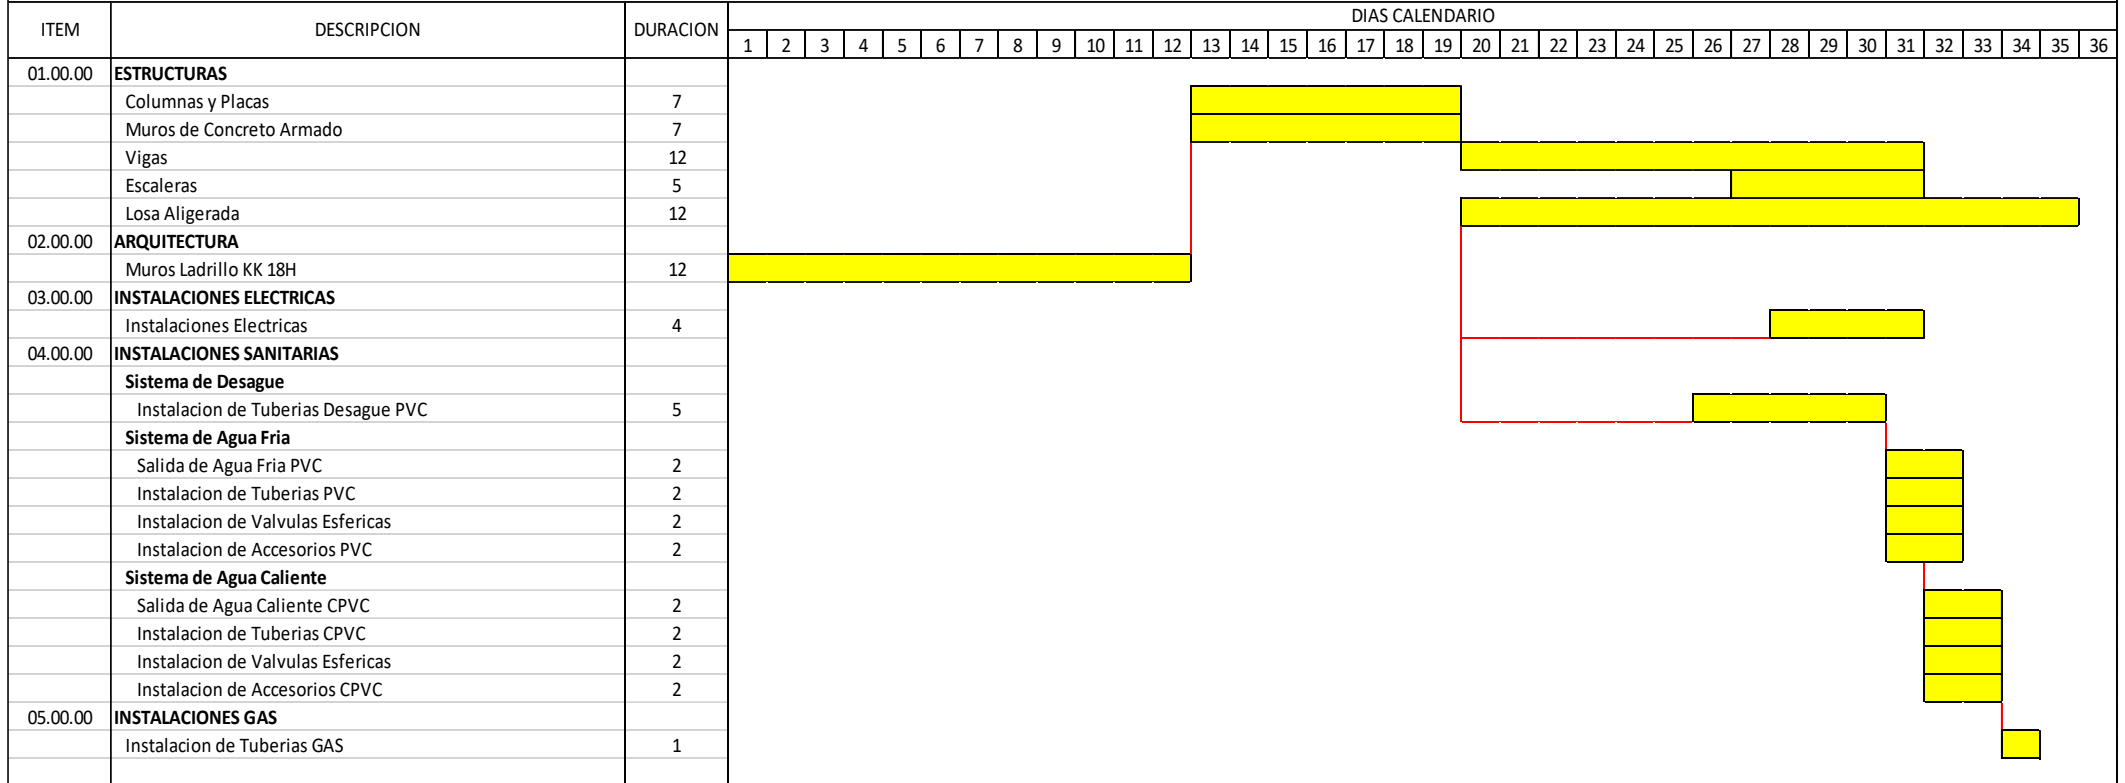 ITEM DESCRIPCION DURACION DIAS CALENDARIO
1 2 3 4 5 6 7 8 9 10 11 12 13 14 15 16 17 18 19 20 21 22 23 24 25 26 27 28 29 30 31 32 33 34 35 36
01.00.00 ESTRUCTURAS
Columnas y Placas 7
Muros de Concreto Armado 7
Vigas 12
Escaleras 5
Losa Aligerada 12
02.00.00 ARQUITECTURA
Muros Ladrillo KK 18H 12
03.00.00 INSTALACIONES ELECTRICAS
Instalaciones Electricas 4
04.00.00 INSTALACIONES SANITARIAS
Sistema de Desague
Instalacion de Tuberias Desague PVC 5
Sistema de Agua Fria
Salida de Agua Fria PVC 2
Instalacion de Tuberias PVC 2
Instalacion de Valvulas Esfericas 2
Instalacion de Accesorios PVC 2
Sistema de Agua Caliente
Salida de Agua Caliente CPVC 2
Instalacion de Tuberias CPVC 2
Instalacion de Valvulas Esfericas 2
Instalacion de Accesorios CPVC 2
05.00.00 INSTALACIONES GAS
Instalacion de Tuberias GAS 1